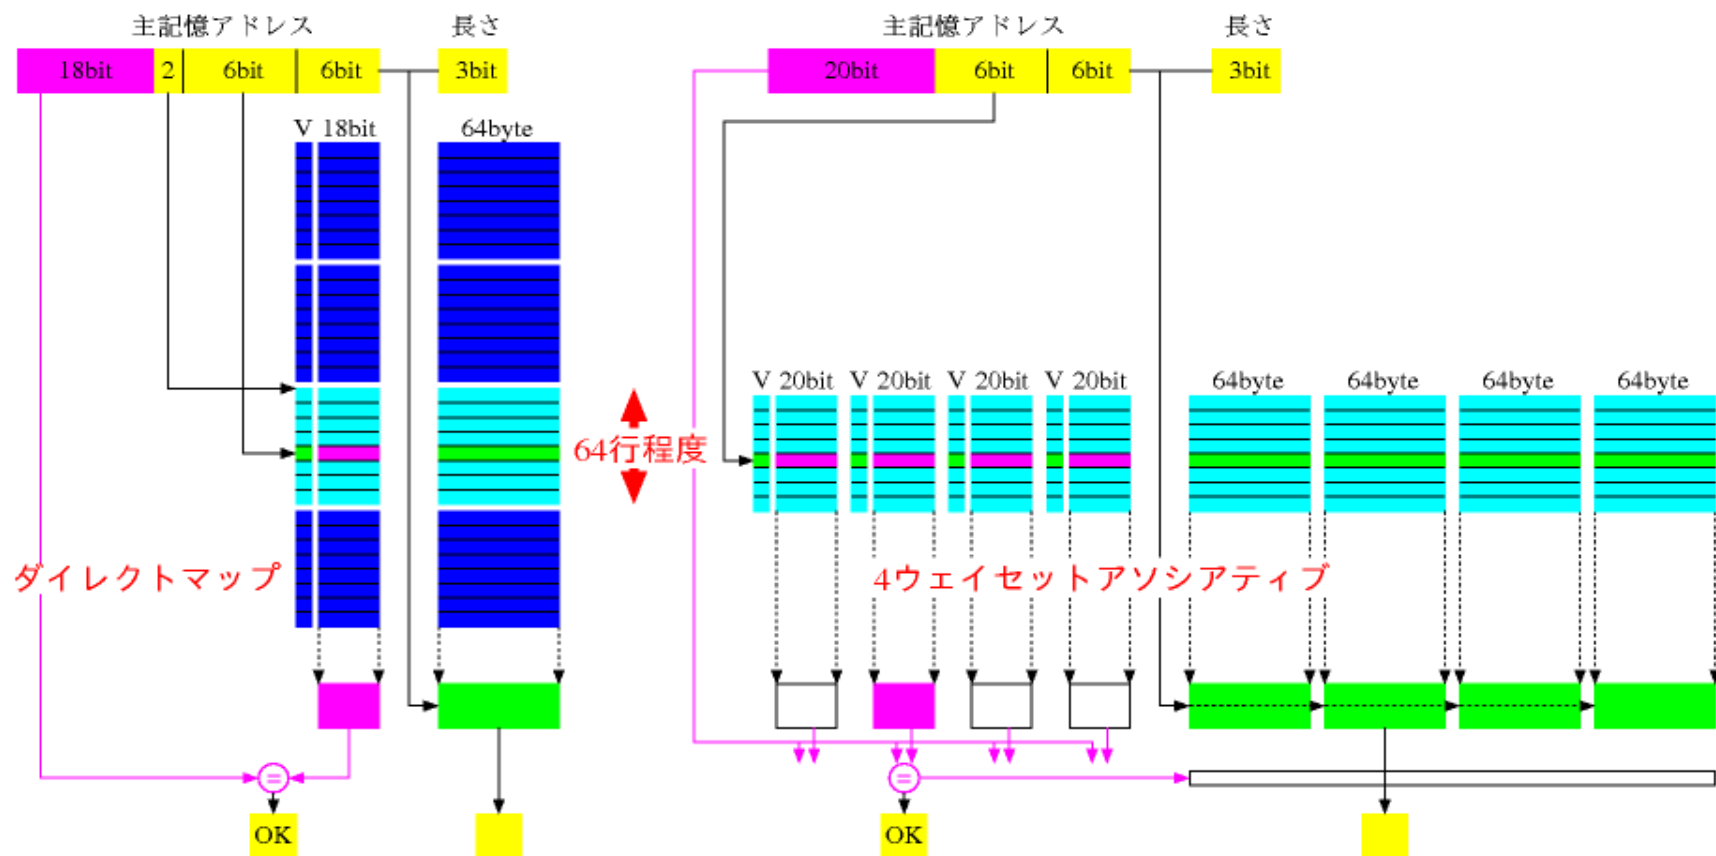 主記憶アドレス 長さ
18bit 2 6bit 6bit 3bit
V 18bit 64byte
ダイレクトマップ
=
OK
64行程度
主記憶アドレス 長さ
20bit 6bit 6bit 3bit
V 20bit V 20bit V 20bit V 20bit 64byte 64byte 64byte 64byte
4ウェイセットアソシアティブ
=
OK